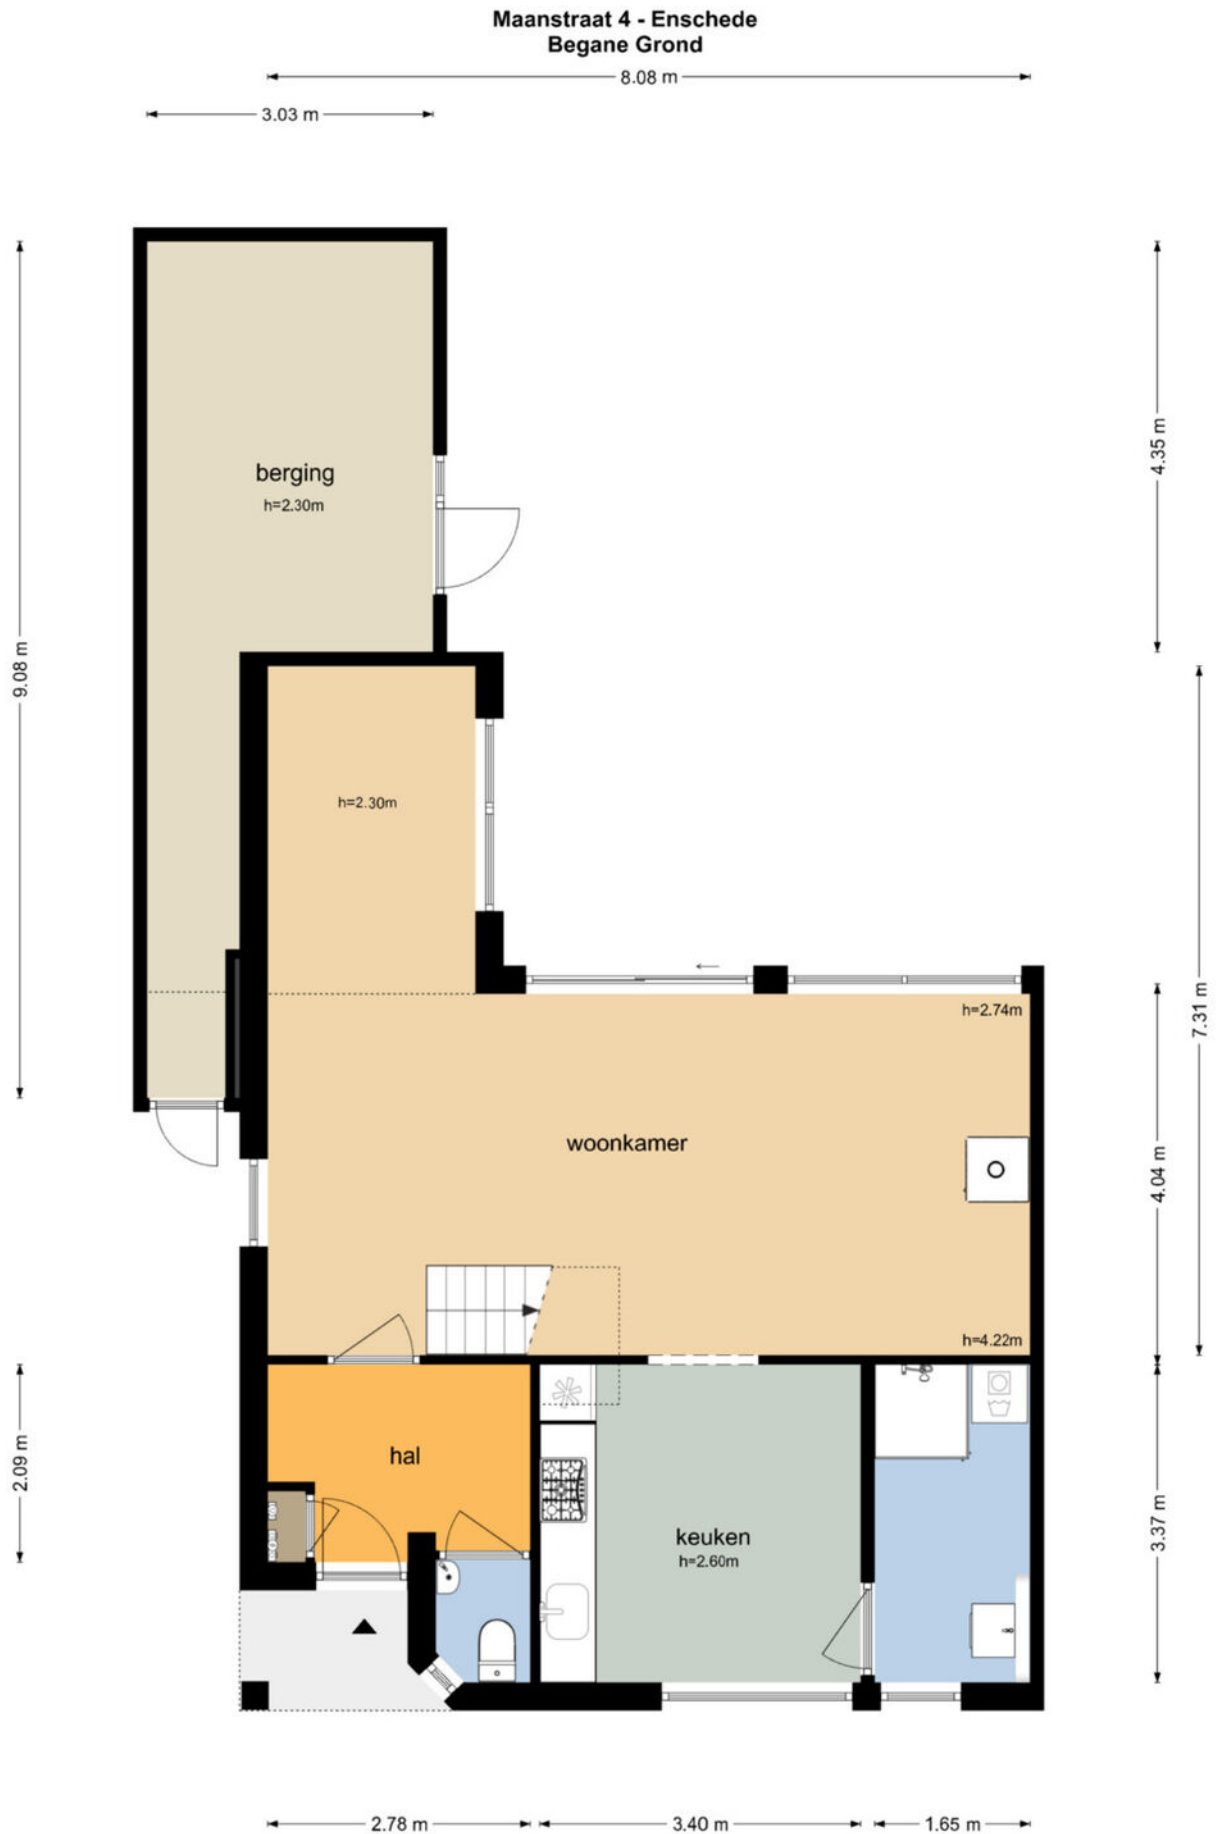 Maanstraat 4 - Enschede
Begane Grond
8.08 m
3.03 m
berging
h=2.30m
4.35 m
9.08 m
h=2.30m
7.31 m
h=2.74m
woonkamer
4.04 m
h=4.22m
hal
2.09 m
keuken
h=2.60m
3.37 m
2.78 m
3.40 m
1.65 m